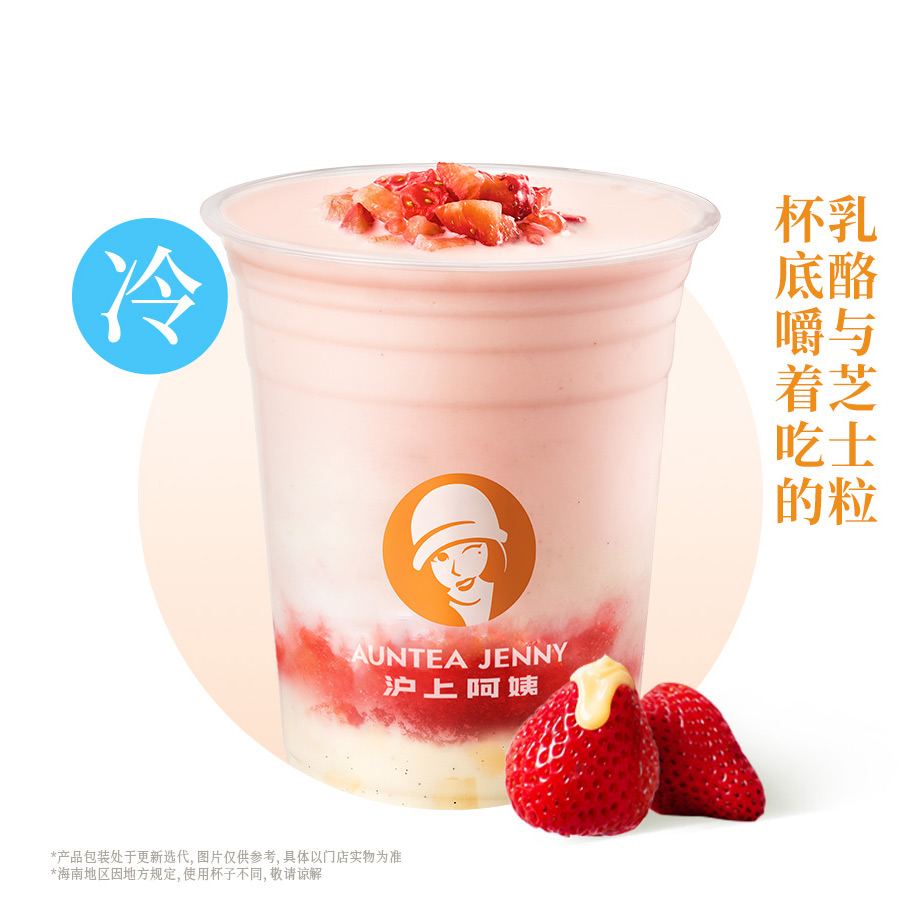 冷
乳酪与芝士粒
杯底嚼着吃的
AUNTEA JENNY
沪上阿姨
*产品包装处于更新迭代, 图片仅供参考, 具体以门店实物为准
*海南地区因地方规定, 使用杯子不同, 敬请谅解